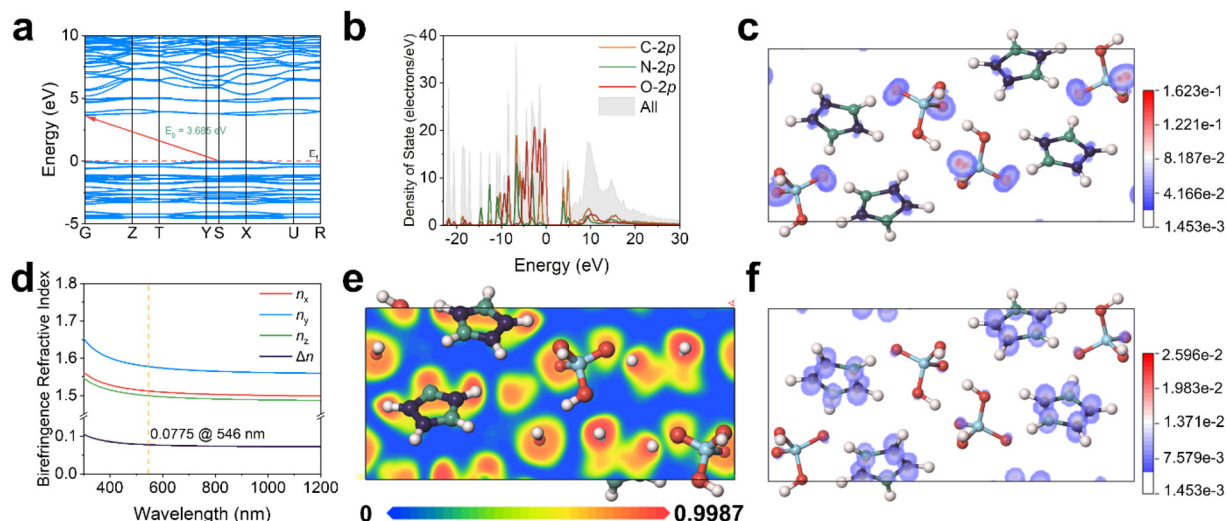 a
Energy (eV)
10
5
0
-5
E_g = 3.685 eV
E_f
G Z T Y S X U R
b
Density of State (electrons/eV)
40
30
20
10
0
C-2p
N-2p
O-2p
All
-20 -10 0 10 20 30
Energy (eV)
c
1.623e-1
1.221e-1
8.187e-2
4.166e-2
1.453e-3
d
Birefringence Refractive Index
1.8
1.7
1.6
1.5
0.1
0.0
n_x
n_y
n_z
Δn
0.0775 @ 546 nm
400 600 800 1000 1200
Wavelength (nm)
e
A
0 0.9987
f
2.596e-2
1.983e-2
1.371e-2
7.579e-3
1.453e-3